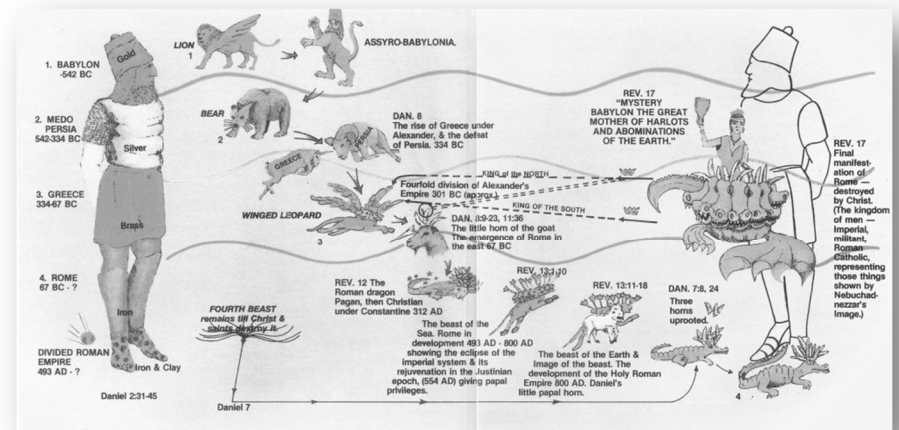 1. BABYLON
-542 BC
2. MEDO
PERSIA
542-334 BC
3. GREECE
334-67 BC
4. ROME
67 BC - ?
DIVIDED ROMAN
EMPIRE
493 AD - ?
Daniel 2:31-45
Gold
Silver
Brass
Iron
Iron & Clay
LION
1
ASSYRO-BABYLONIA.
BEAR
2
PERSIA
GREECE
DAN. 8
The rise of Greece under
Alexander, & the defeat
of Persia. 334 BC
WINGED LEOPARD
3
KING of the NORTH
Fourfold division of Alexander's
Empire 301 BC (approx.)
KING OF THE SOUTH
DAN. 8:9-23, 11:36
The little horn of the goat
The emergence of Rome in
the east 67 BC
REV. 12 The
Roman dragon
Pagan, then Christian
under Constantine 312 AD
FOURTH BEAST
remains till Christ &
saints destroy it
Daniel 7
REV. 13:1-10
The beast of the
Sea. Rome in
development 493 AD - 800 AD
showing the eclipse of the
imperial system & its
rejuvenation in the Justinian
epoch, (554 AD) giving papal
privileges.
REV. 13:11-18
The beast of the Earth &
Image of the beast. The
development of the Holy Roman
Empire 800 AD. Daniel's
little papal horn.
DAN. 7:8, 24
Three
horns
uprooted.
4
REV. 17
"MYSTERY
BABYLON THE GREAT
MOTHER OF HARLOTS
AND ABOMINATIONS
OF THE EARTH."
REV. 17
Final
manifest-
ation of
Rome —
destroyed
by Christ.
(The kingdom
of men —
Imperial,
militant,
Roman
Catholic,
representing
those things
shown by
Nebuchad-
nezzar's
Image.)